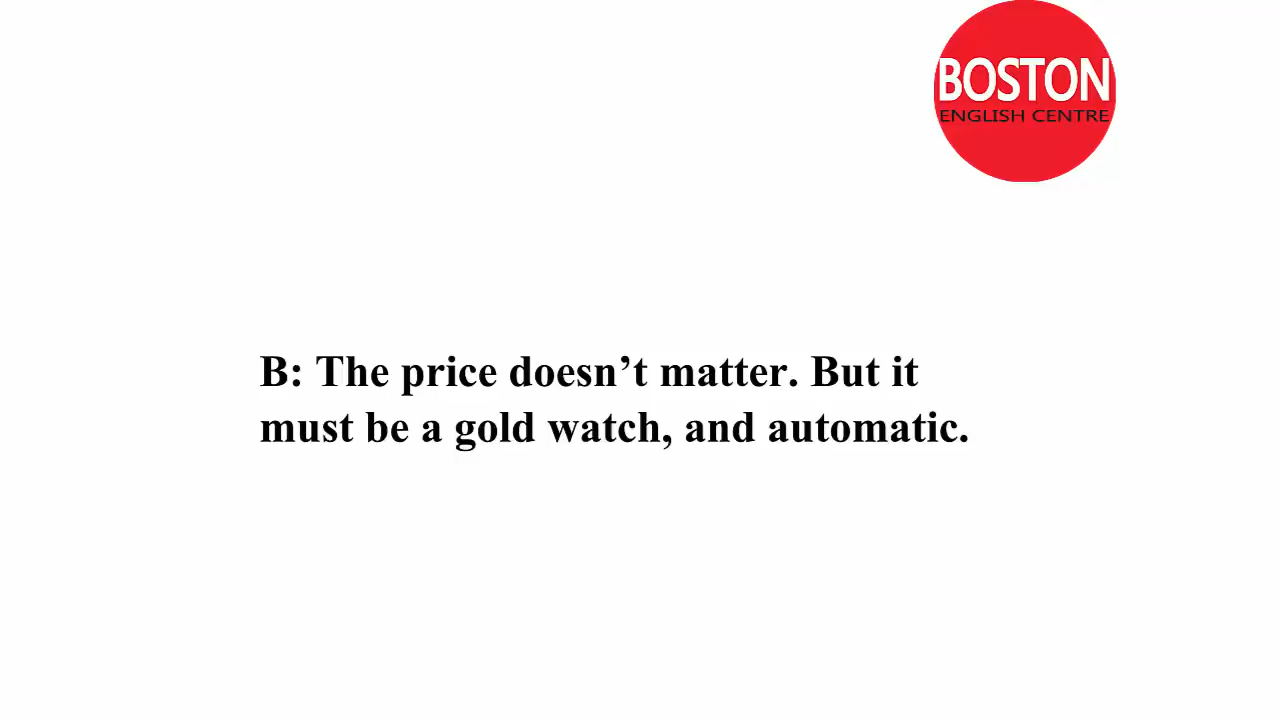 BOSTON
ENGLISH CENTRE
B: The price doesn’t matter. But it
must be a gold watch, and automatic.